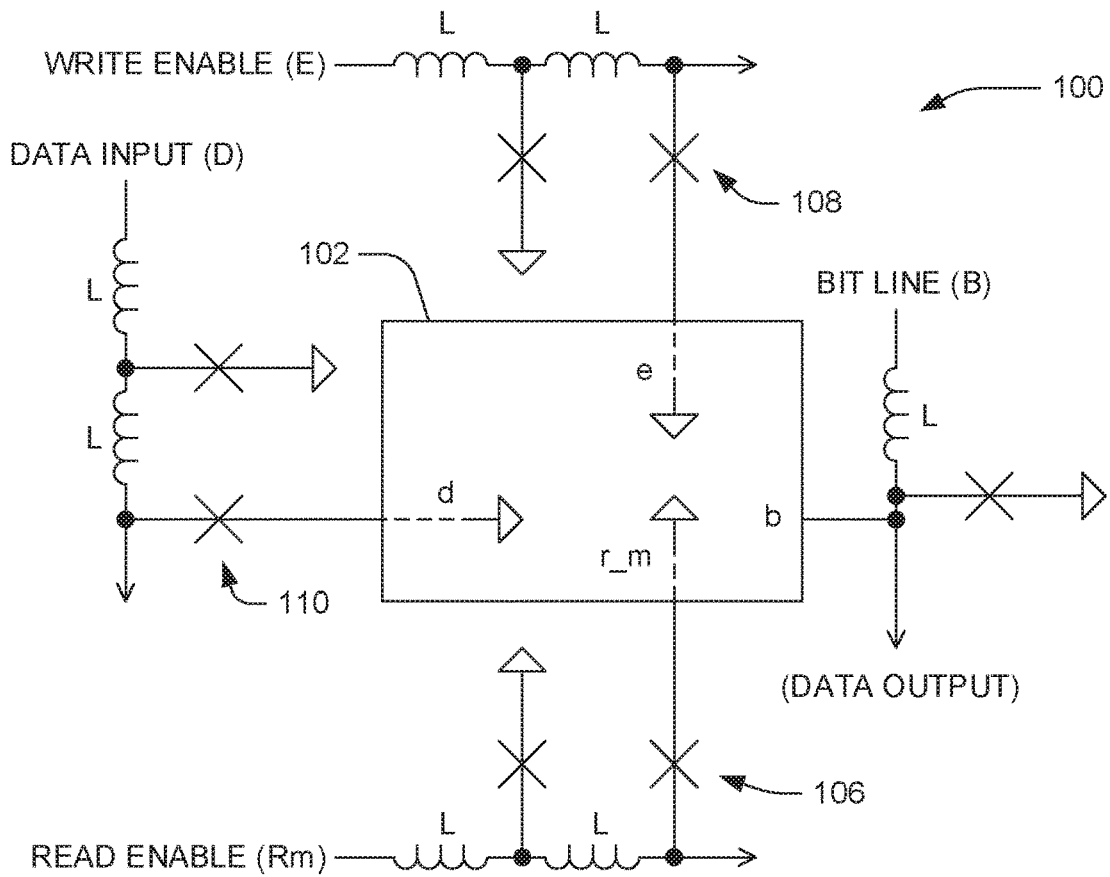 L L
WRITE ENABLE (E)
100
DATA INPUT (D)
108
102
BIT LINE (B)
L
e
L
L
d
b
r_m
110
(DATA OUTPUT)
106
L L
READ ENABLE (Rm)